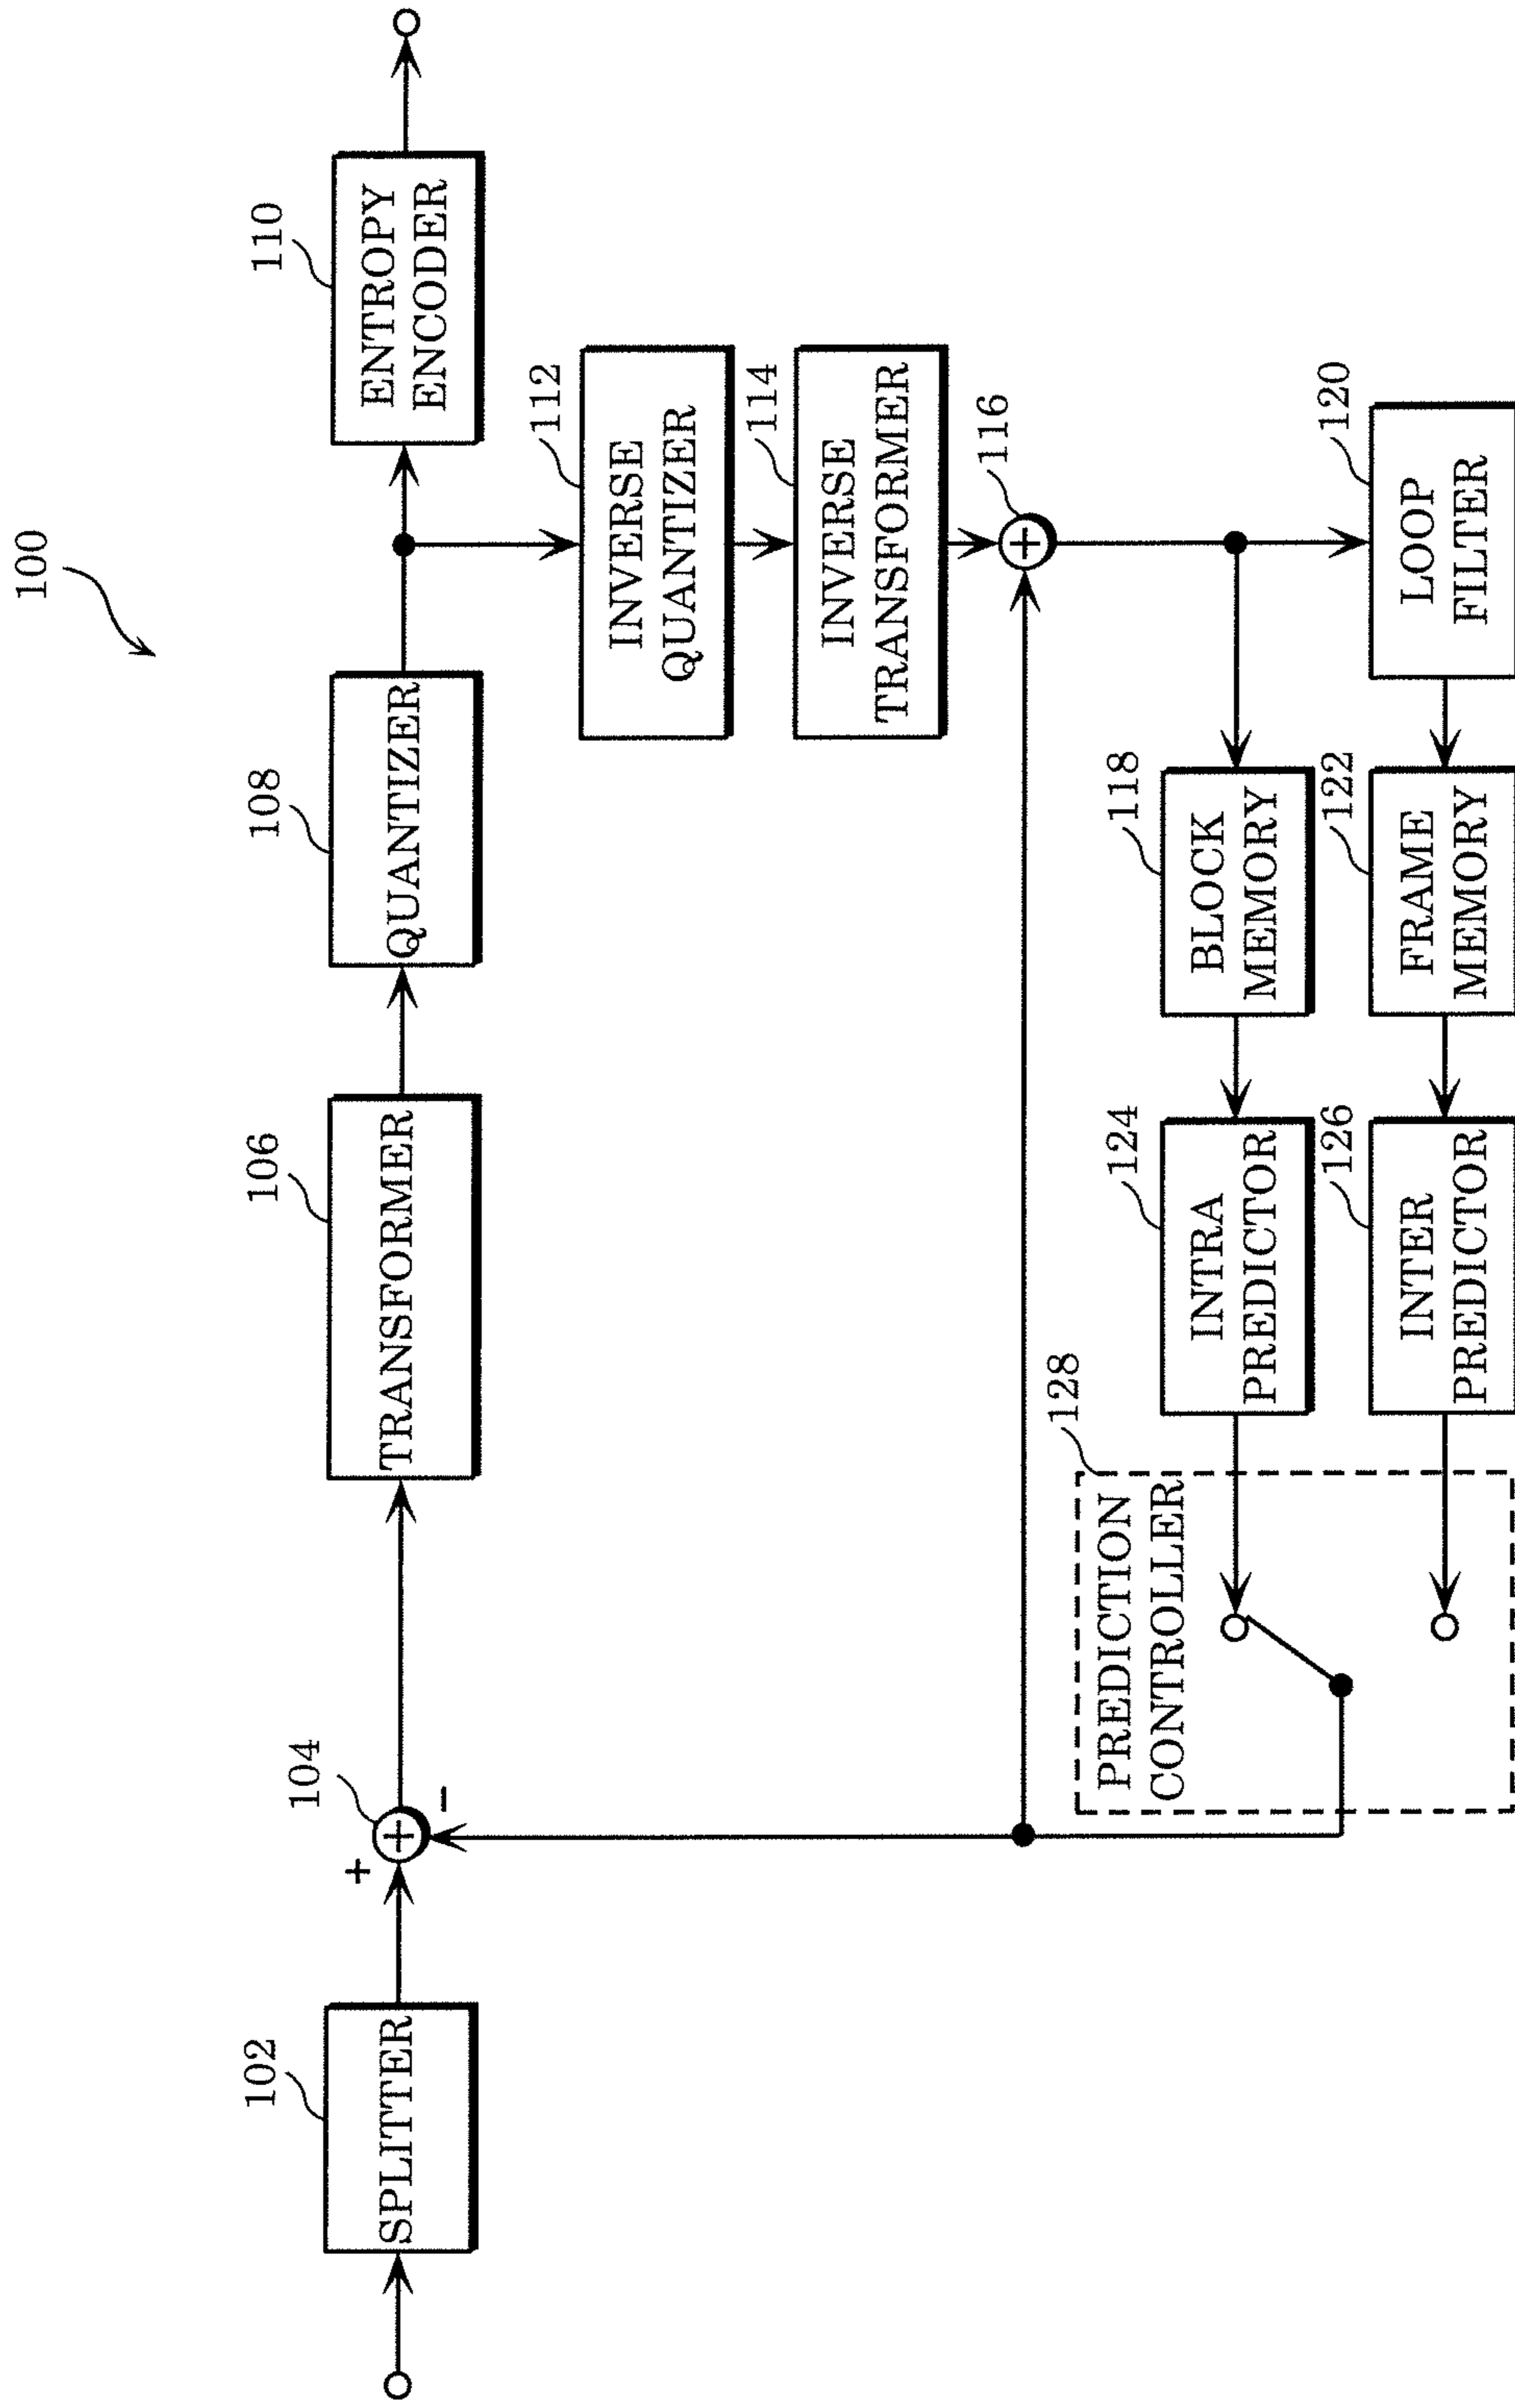 100
102
SPLITTER
104
+
−
106
TRANSFORMER
108
QUANTIZER
110
ENTROPY
ENCODER
112
INVERSE
QUANTIZER
114
INVERSE
TRANSFORMER
116
+
128
PREDICTION
CONTROLLER
124
INTRA
PREDICTOR
118
BLOCK
MEMORY
120
LOOP
FILTER
126
INTER
PREDICTOR
122
FRAME
MEMORY